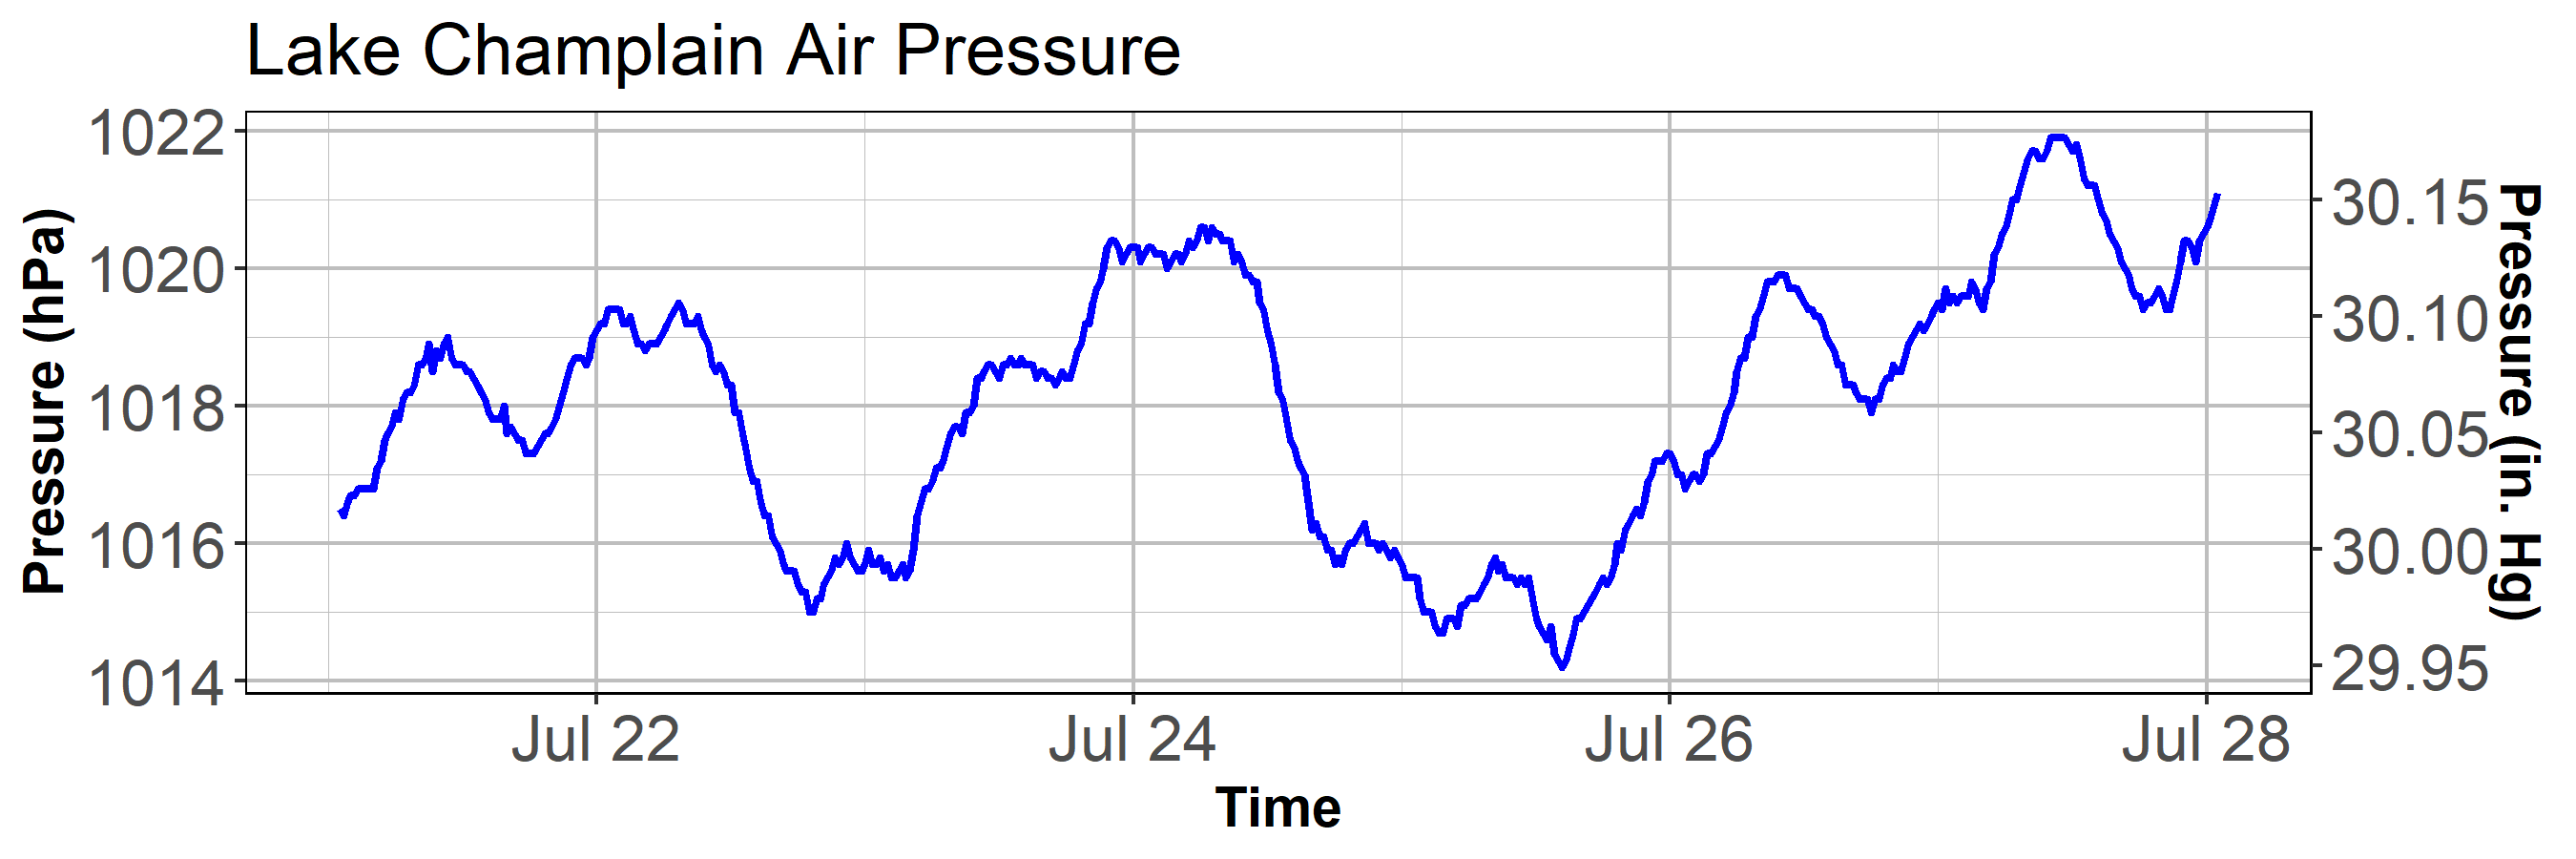 Lake Champlain Air Pressure
1022
1020
1018
1016
1014
Pressure (hPa)
30.15
30.10
30.05
30.00
29.95
Pressure (in. Hg)
Jul 22
Jul 24
Jul 26
Jul 28
Time